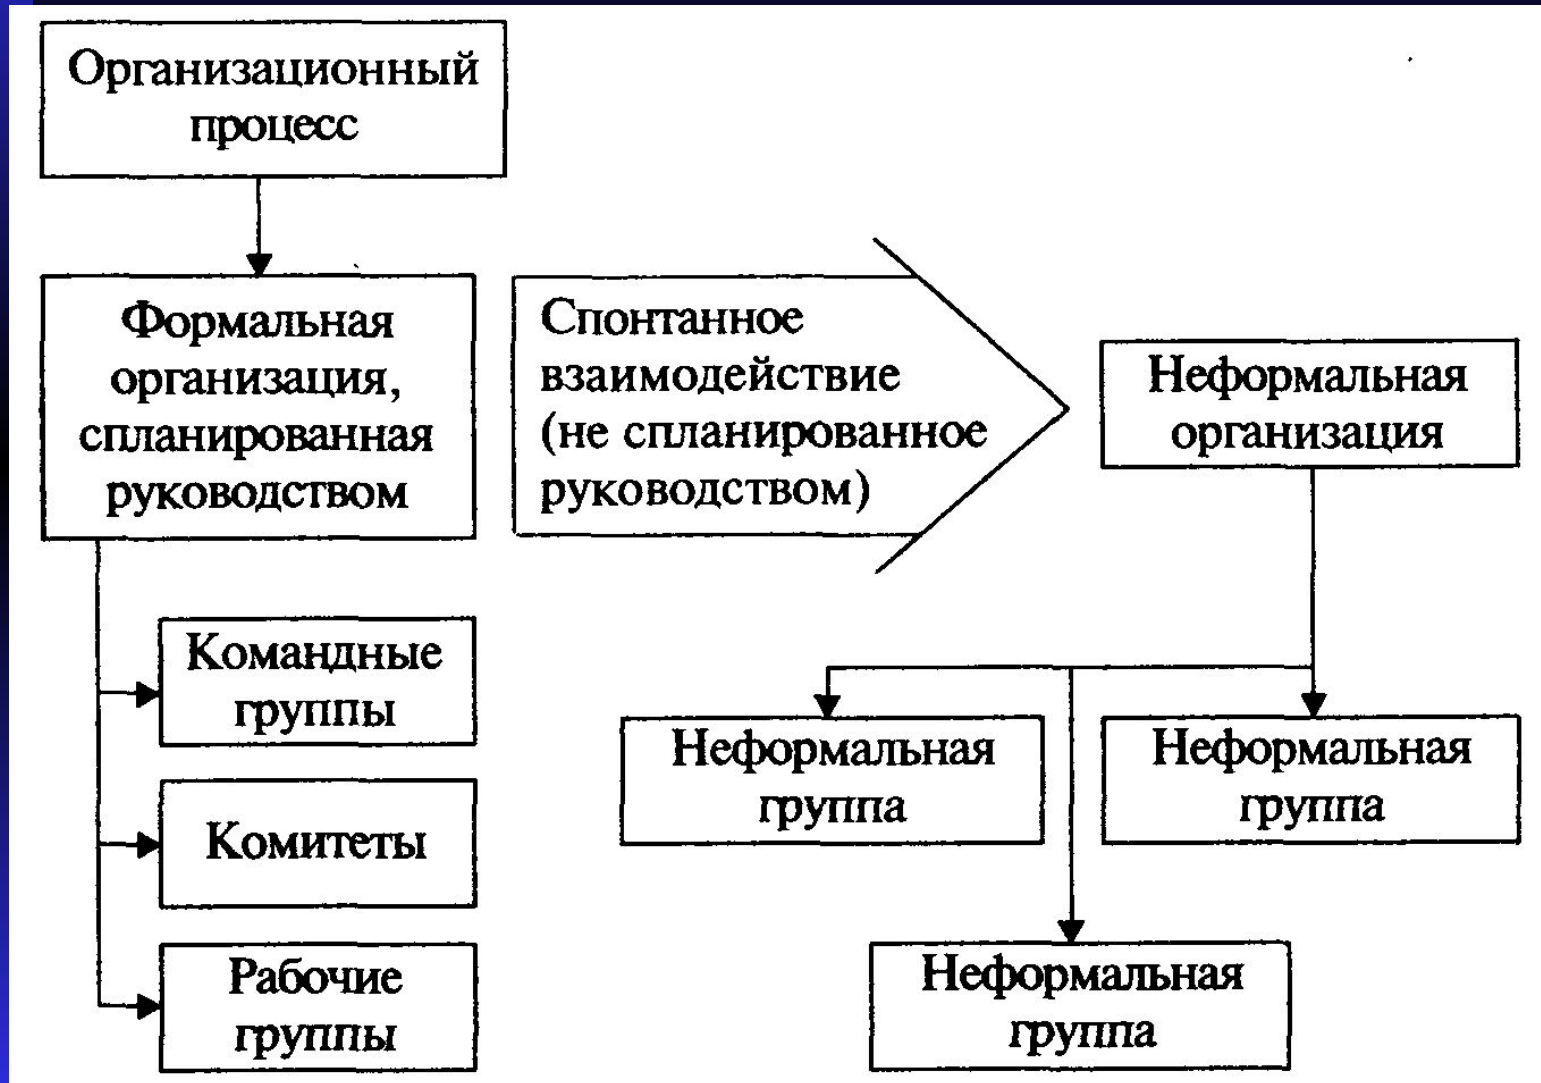 Организационный
процесс
Формальная
организация,
спланированная
руководством
Спонтанное
взаимодействие
(не спланированное
руководством)
Неформальная
организация
Командные
группы
Комитеты
Рабочие
группы
Неформальная
группа
Неформальная
группа
Неформальная
группа